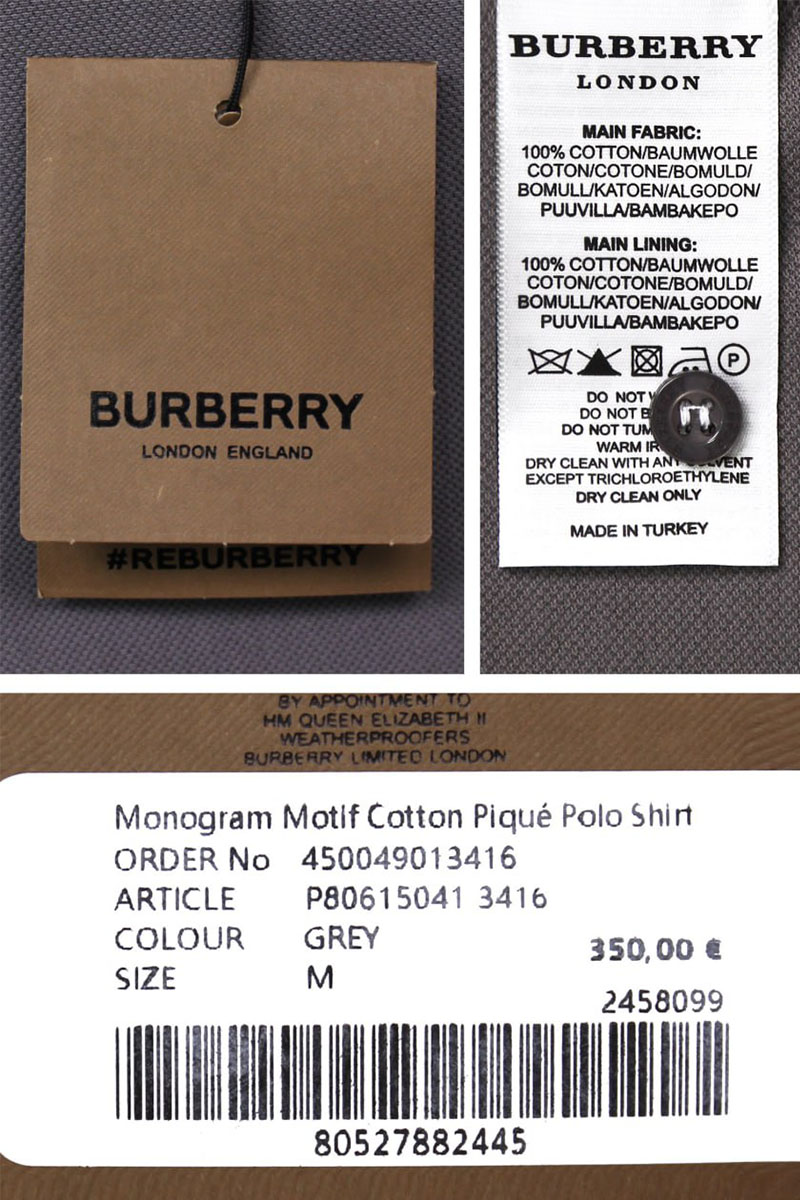 BURBERRY
LONDON ENGLAND
#REBURBERRY
BURBERRY
LONDON
MAIN FABRIC:
100% COTTON/BAUMWOLLE
COTON/COTONE/BOMULD/
BOMULL/KATOEN/ALGODON/
PUUVILLA/BAMBAKEPO
MAIN LINING:
100% COTTON/BAUMWOLLE
COTON/COTONE/BOMULD/
BOMULL/KATOEN/ALGODON/
PUUVILLA/BAMBAKEPO
P
DO NOT
DO NOT
DO NOT
WARM
DRY CLEAN WITH
EXCEPT TRICHLOROETHYLENE
DRY CLEAN ONLY
MADE IN TURKEY
BY APPOINTMENT TO
HM QUEEN ELIZABETH II
WEATHERPROOFERS
BURBERRY LIMITED LONDON
Monogram Motif Cotton Piqué Polo Shirt
ORDER No 450049013416
ARTICLE P80615041 3416
COLOUR GREY
350,00 €
SIZE M
2458099
80527882445